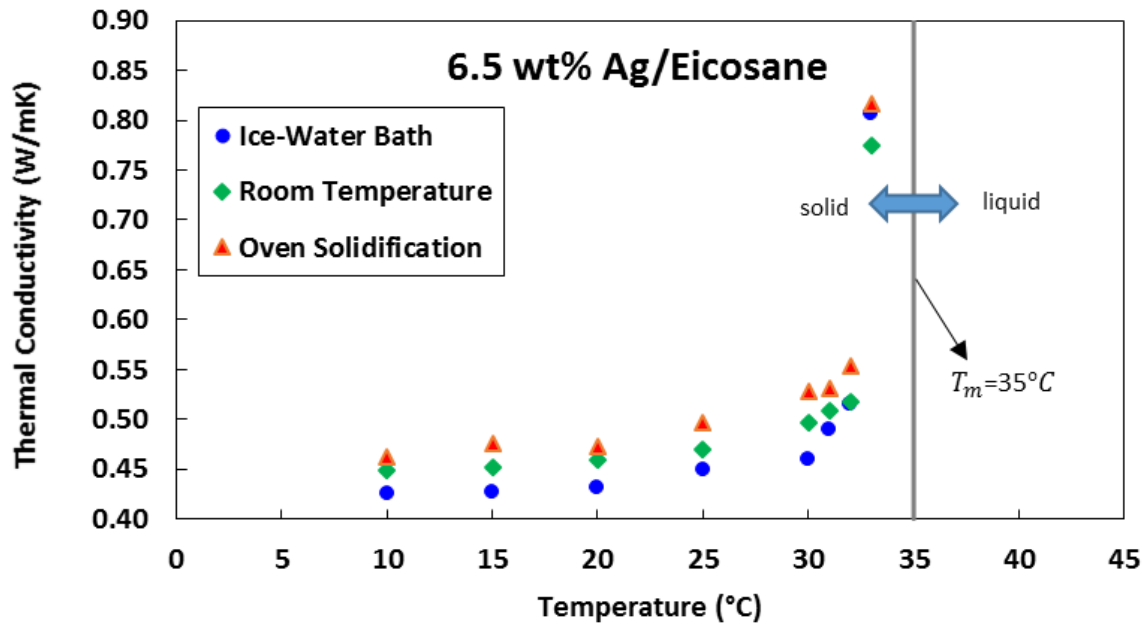 6.5 wt% Ag/Eicosane
Ice-Water Bath
Room Temperature
Oven Solidification
solid
liquid
T_m=35°C
Thermal Conductivity (W/mK)
0.90
0.85
0.80
0.75
0.70
0.65
0.60
0.55
0.50
0.45
0.40
0 5 10 15 20 25 30 35 40 45
Temperature (°C)